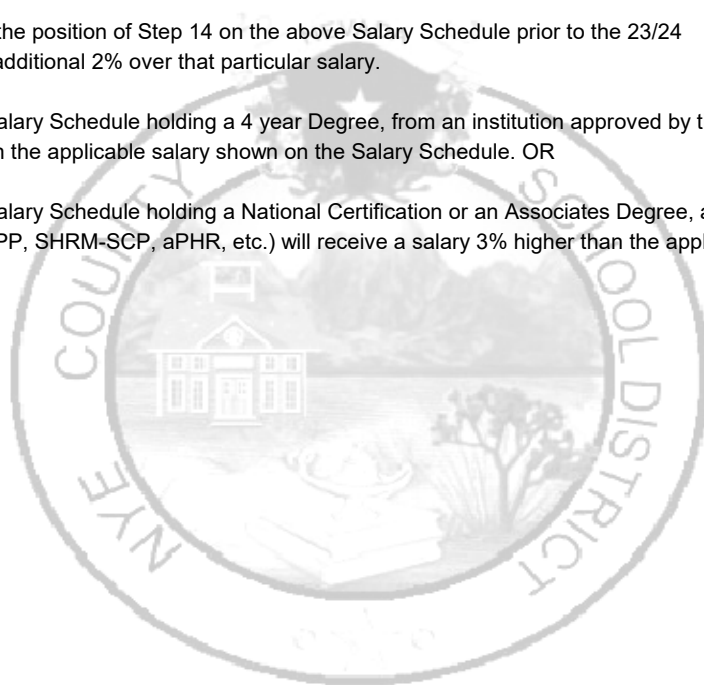 the position of Step 14 on the above Salary Schedule prior to the 23/24
additional 2% over that particular salary.
alary Schedule holding a 4 year Degree, from an institution approved by t
the applicable salary shown on the Salary Schedule. OR
alary Schedule holding a National Certification or an Associates Degree, a
PP, SHRM-SCP, aPHR, etc.) will receive a salary 3% higher than the appl
NYE COUNTY SCHOOL DISTRICT